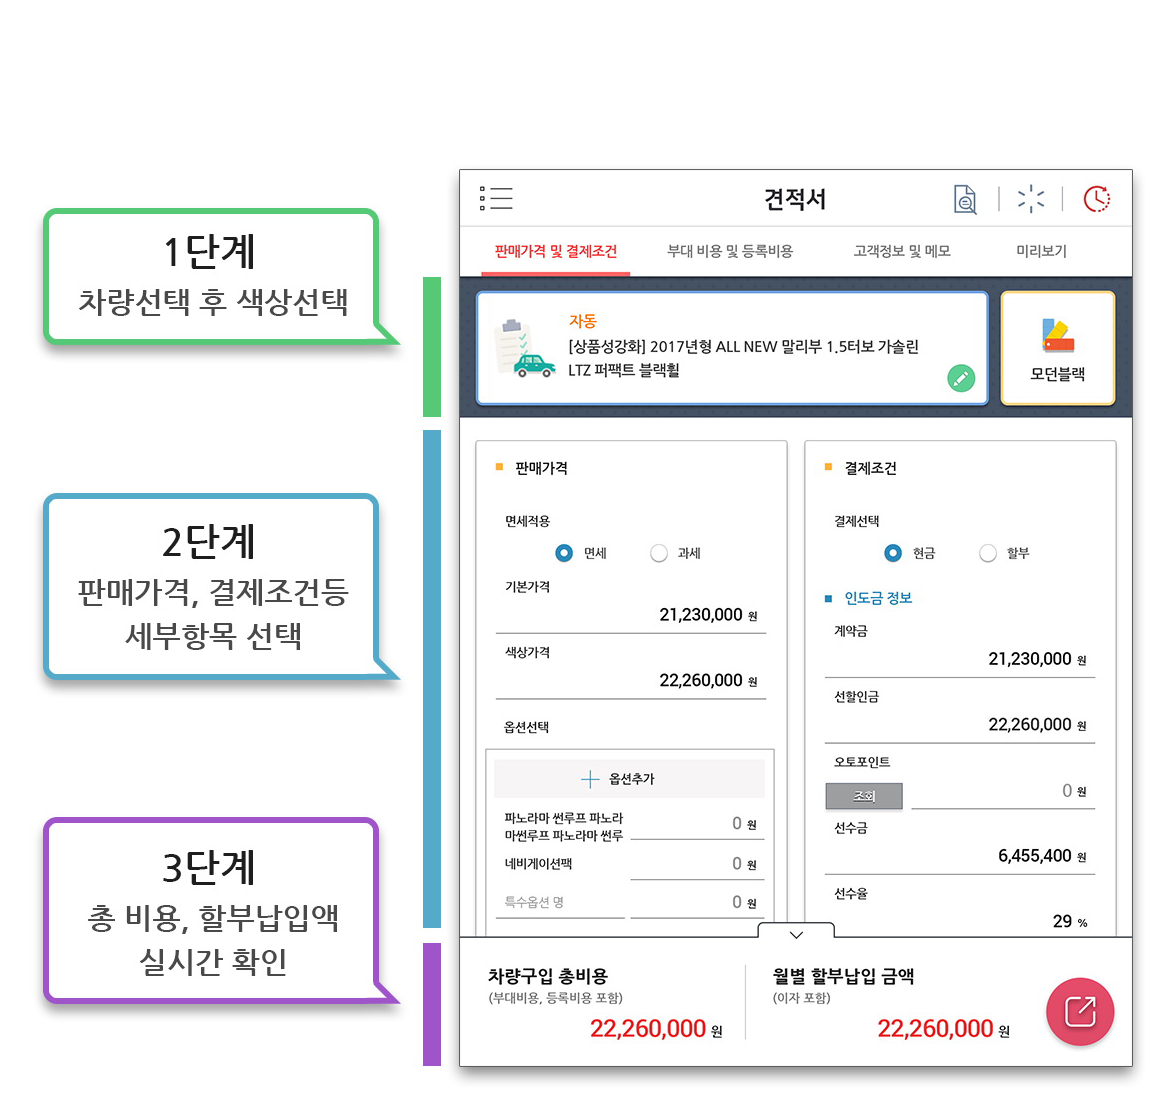 1단계
차량선택 후 색상선택
2단계
판매가격, 결제조건등
세부항목 선택
3단계
총 비용, 할부납입액
실시간 확인
견적서
판매가격 및 결제조건
부대 비용 및 등록비용
고객정보 및 메모
미리보기
자동
[상품성강화] 2017년형 ALL NEW 말리부 1.5터보 가솔린
LTZ 퍼팩트 블랙휠
모던블랙
판매가격
면세적용
면세
과세
기본가격
21,230,000 원
색상가격
22,260,000 원
옵션선택
옵션추가
파노라마 썬루프 파노라
마썬루프 파노라마 썬루
0 원
네비게이션팩
0 원
특수옵션 명
0 원
결제조건
결제선택
현금
할부
인도금 정보
계약금
21,230,000 원
선할인금
22,260,000 원
오토포인트
조회
0 원
선수금
6,455,400 원
선수율
29 %
차량구입 총비용
(부대비용, 등록비용 포함)
22,260,000 원
월별 할부납입 금액
(이자 포함)
22,260,000 원